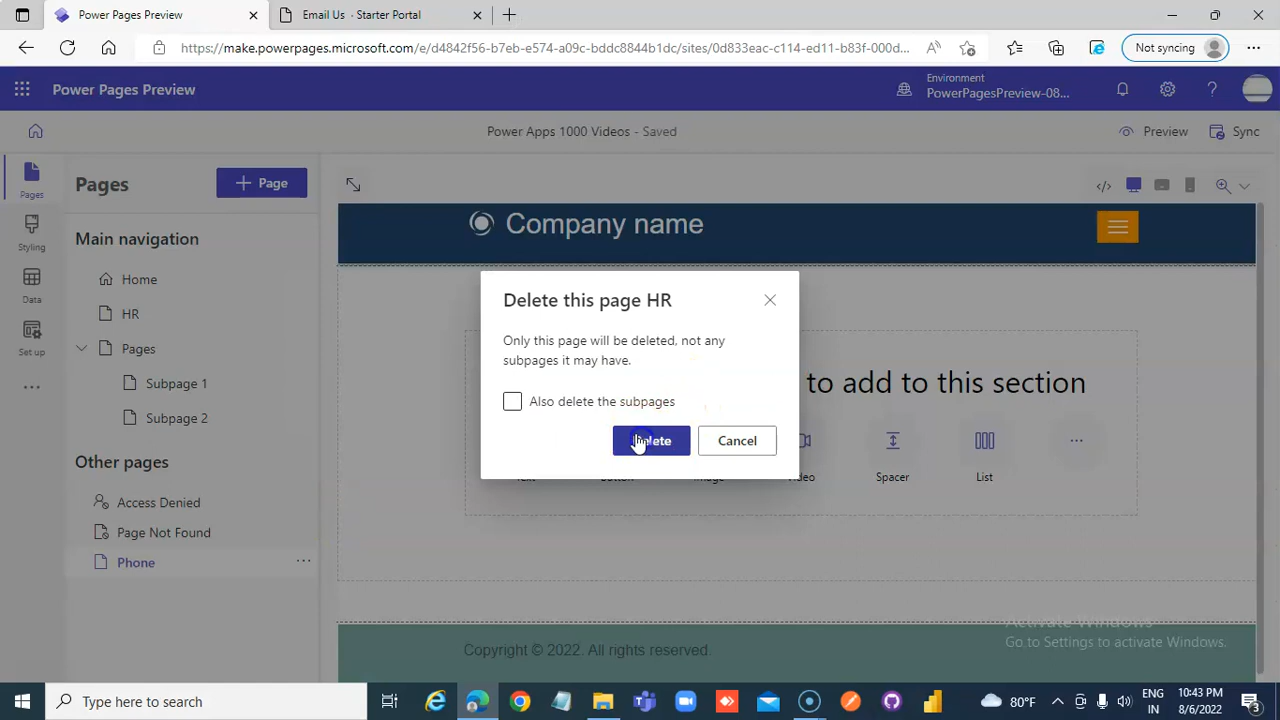 Power Pages Preview
Email Us · Starter Portal
https://make.powerpages.microsoft.com/e/d4842f56-b7eb-e574-a09c-bddc8844b1dc/sites/0d833eac-c114-ed11-b83f-000d...
Not syncing
Power Pages Preview
Environment
PowerPagesPreview-08...
Power Apps 1000 Videos - Saved
Preview
Sync
Pages
Styling
Data
Set up
Pages
Page
Main navigation
Home
HR
Pages
Subpage 1
Subpage 2
Other pages
Access Denied
Page Not Found
Phone
Company name
to add to this section
Spacer
List
Delete this page HR
Only this page will be deleted, not any
subpages it may have.
Also delete the subpages
Delete
Cancel
Copyright © 2022. All rights reserved.
Activate Windows
Go to Settings to activate Windows.
Type here to search
80°F
ENG
IN
10:43 PM
8/6/2022
3